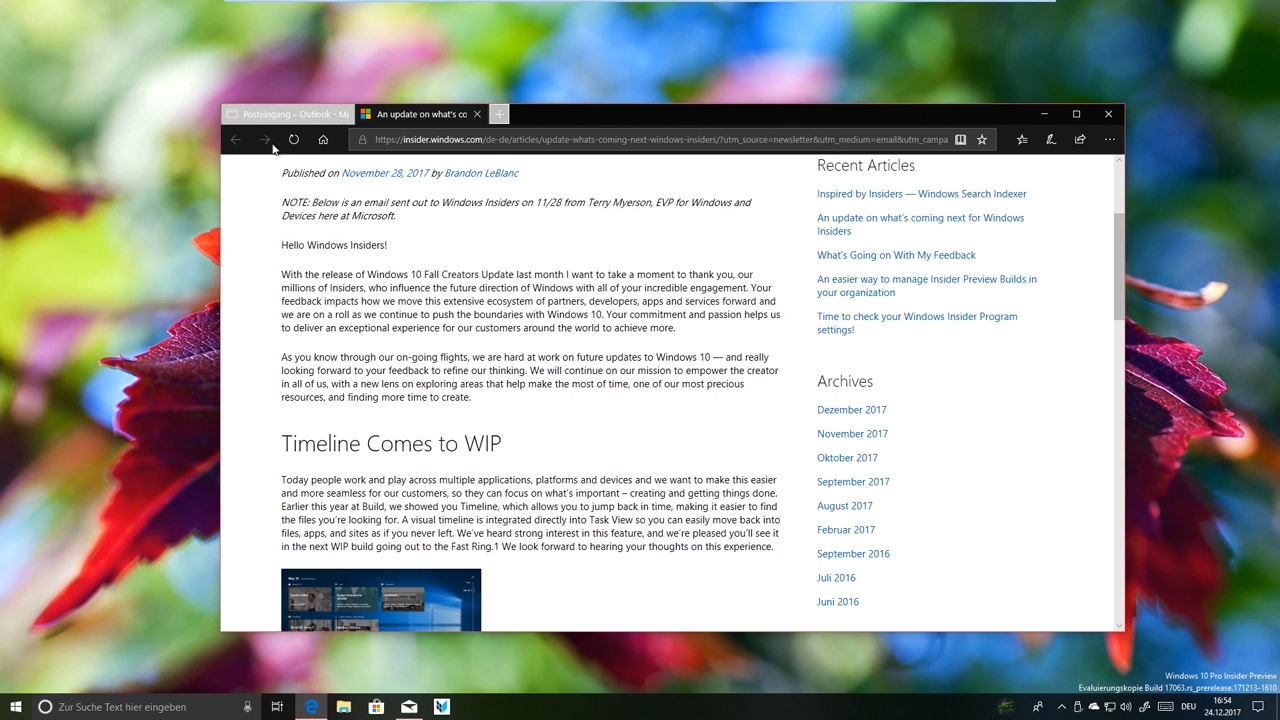 Posteingang – Outlook - Mi
An update on what's co
https://insider.windows.com/de-de/articles/update-whats-coming-next-windows-insiders/?utm_source=newsletter&utm_medium=email&utm_campa
Published on November 28, 2017 by Brandon LeBlanc
NOTE: Below is an email sent out to Windows Insiders on 11/28 from Terry Myerson, EVP for Windows and
Devices here at Microsoft.
Hello Windows Insiders!
With the release of Windows 10 Fall Creators Update last month I want to take a moment to thank you, our
millions of Insiders, who influence the future direction of Windows with all of your incredible engagement. Your
feedback impacts how we move this extensive ecosystem of partners, developers, apps and services forward and
we are on a roll as we continue to push the boundaries with Windows 10. Your commitment and passion helps us
to deliver an exceptional experience for our customers around the world to achieve more.
As you know through our on-going flights, we are hard at work on future updates to Windows 10 — and really
looking forward to your feedback to refine our thinking. We will continue on our mission to empower the creator
in all of us, with a new lens on exploring areas that help make the most of time, one of our most precious
resources, and finding more time to create.
Timeline Comes to WIP
Today people work and play across multiple applications, platforms and devices and we want to make this easier
and more seamless for our customers, so they can focus on what's important – creating and getting things done.
Earlier this year at Build, we showed you Timeline, which allows you to jump back in time, making it easier to find
the files you're looking for. A visual timeline is integrated directly into Task View so you can easily move back into
files, apps, and sites as if you never left. We've heard strong interest in this feature, and we're pleased you'll see it
in the next WIP build going out to the Fast Ring.1 We look forward to hearing your thoughts on this experience.
Recent Articles
Inspired by Insiders — Windows Search Indexer
An update on what's coming next for Windows
Insiders
What's Going on With My Feedback
An easier way to manage Insider Preview Builds in
your organization
Time to check your Windows Insider Program
settings!
Archives
Dezember 2017
November 2017
Oktober 2017
September 2017
August 2017
Februar 2017
September 2016
Juli 2016
Juni 2016
Windows 10 Pro Insider Preview
Evaluierungskopie Build 17063.rs_prerelease.171213-1610
Zur Suche Text hier eingeben
DEU
16:54
24.12.2017